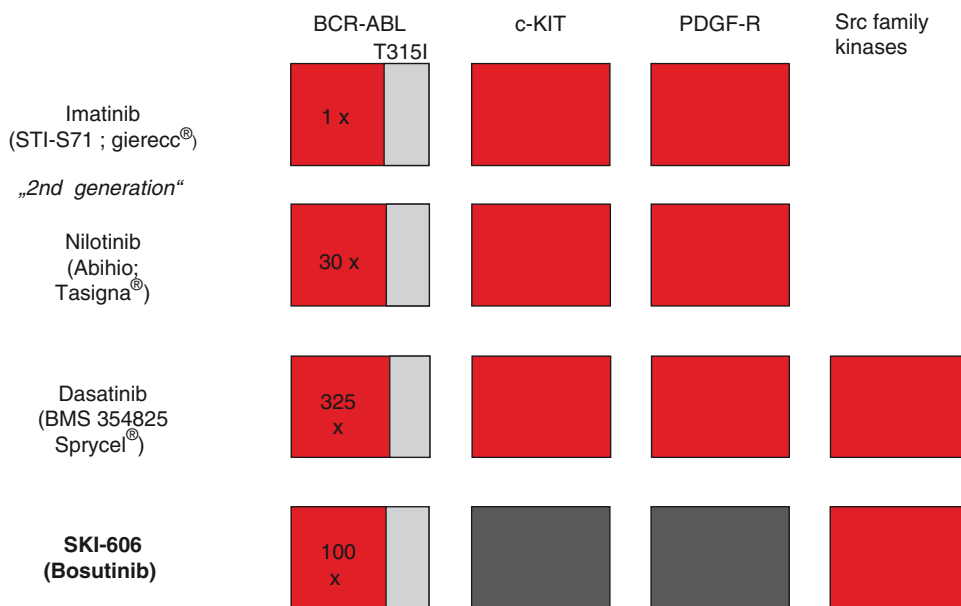 BCR-ABL
T315I
c-KIT
PDGF-R
Src family
kinases
Imatinib
(STI-S71 ; gierecc®)
1 x
„2nd generation“
Nilotinib
(Abihio;
Tasigna®)
30 x
Dasatinib
(BMS 354825
Sprycel®)
325
x
SKI-606
(Bosutinib)
100
x